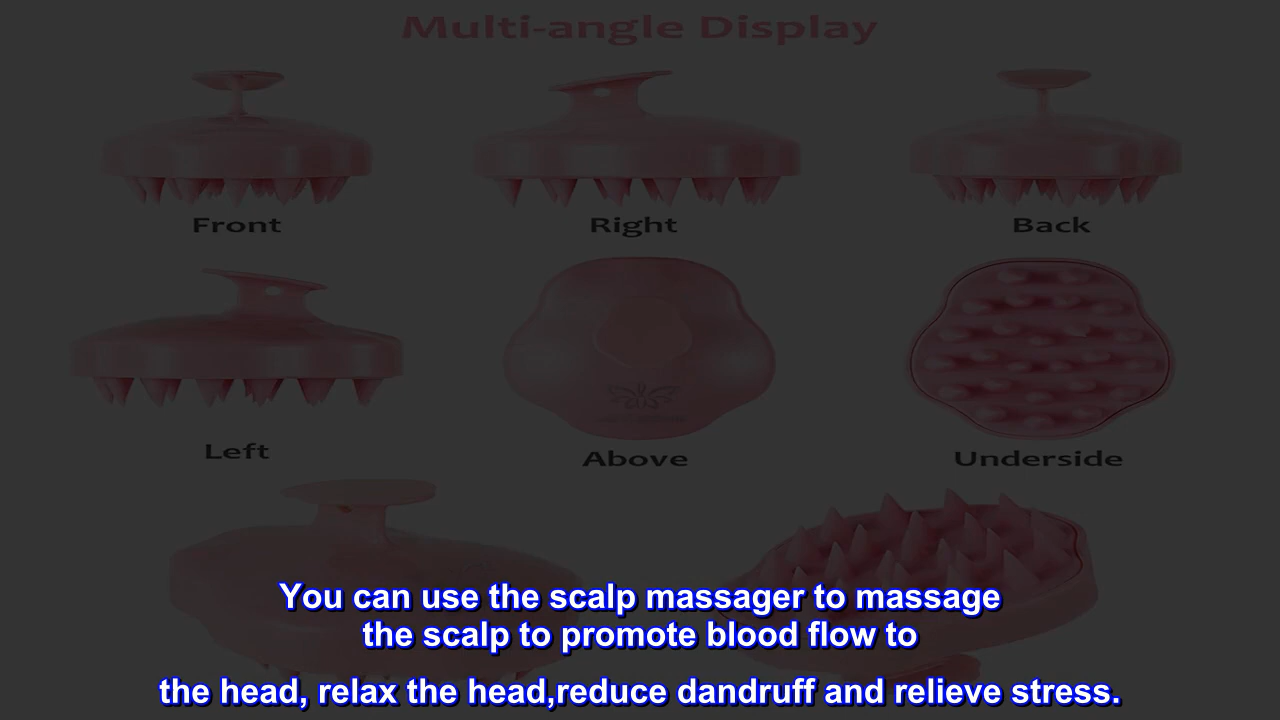 Multi-angle Display
Front
Right
Back
Left
Above
Underside
You can use the scalp massager to massage
the scalp to promote blood flow to
the head, relax the head,reduce dandruff and relieve stress.